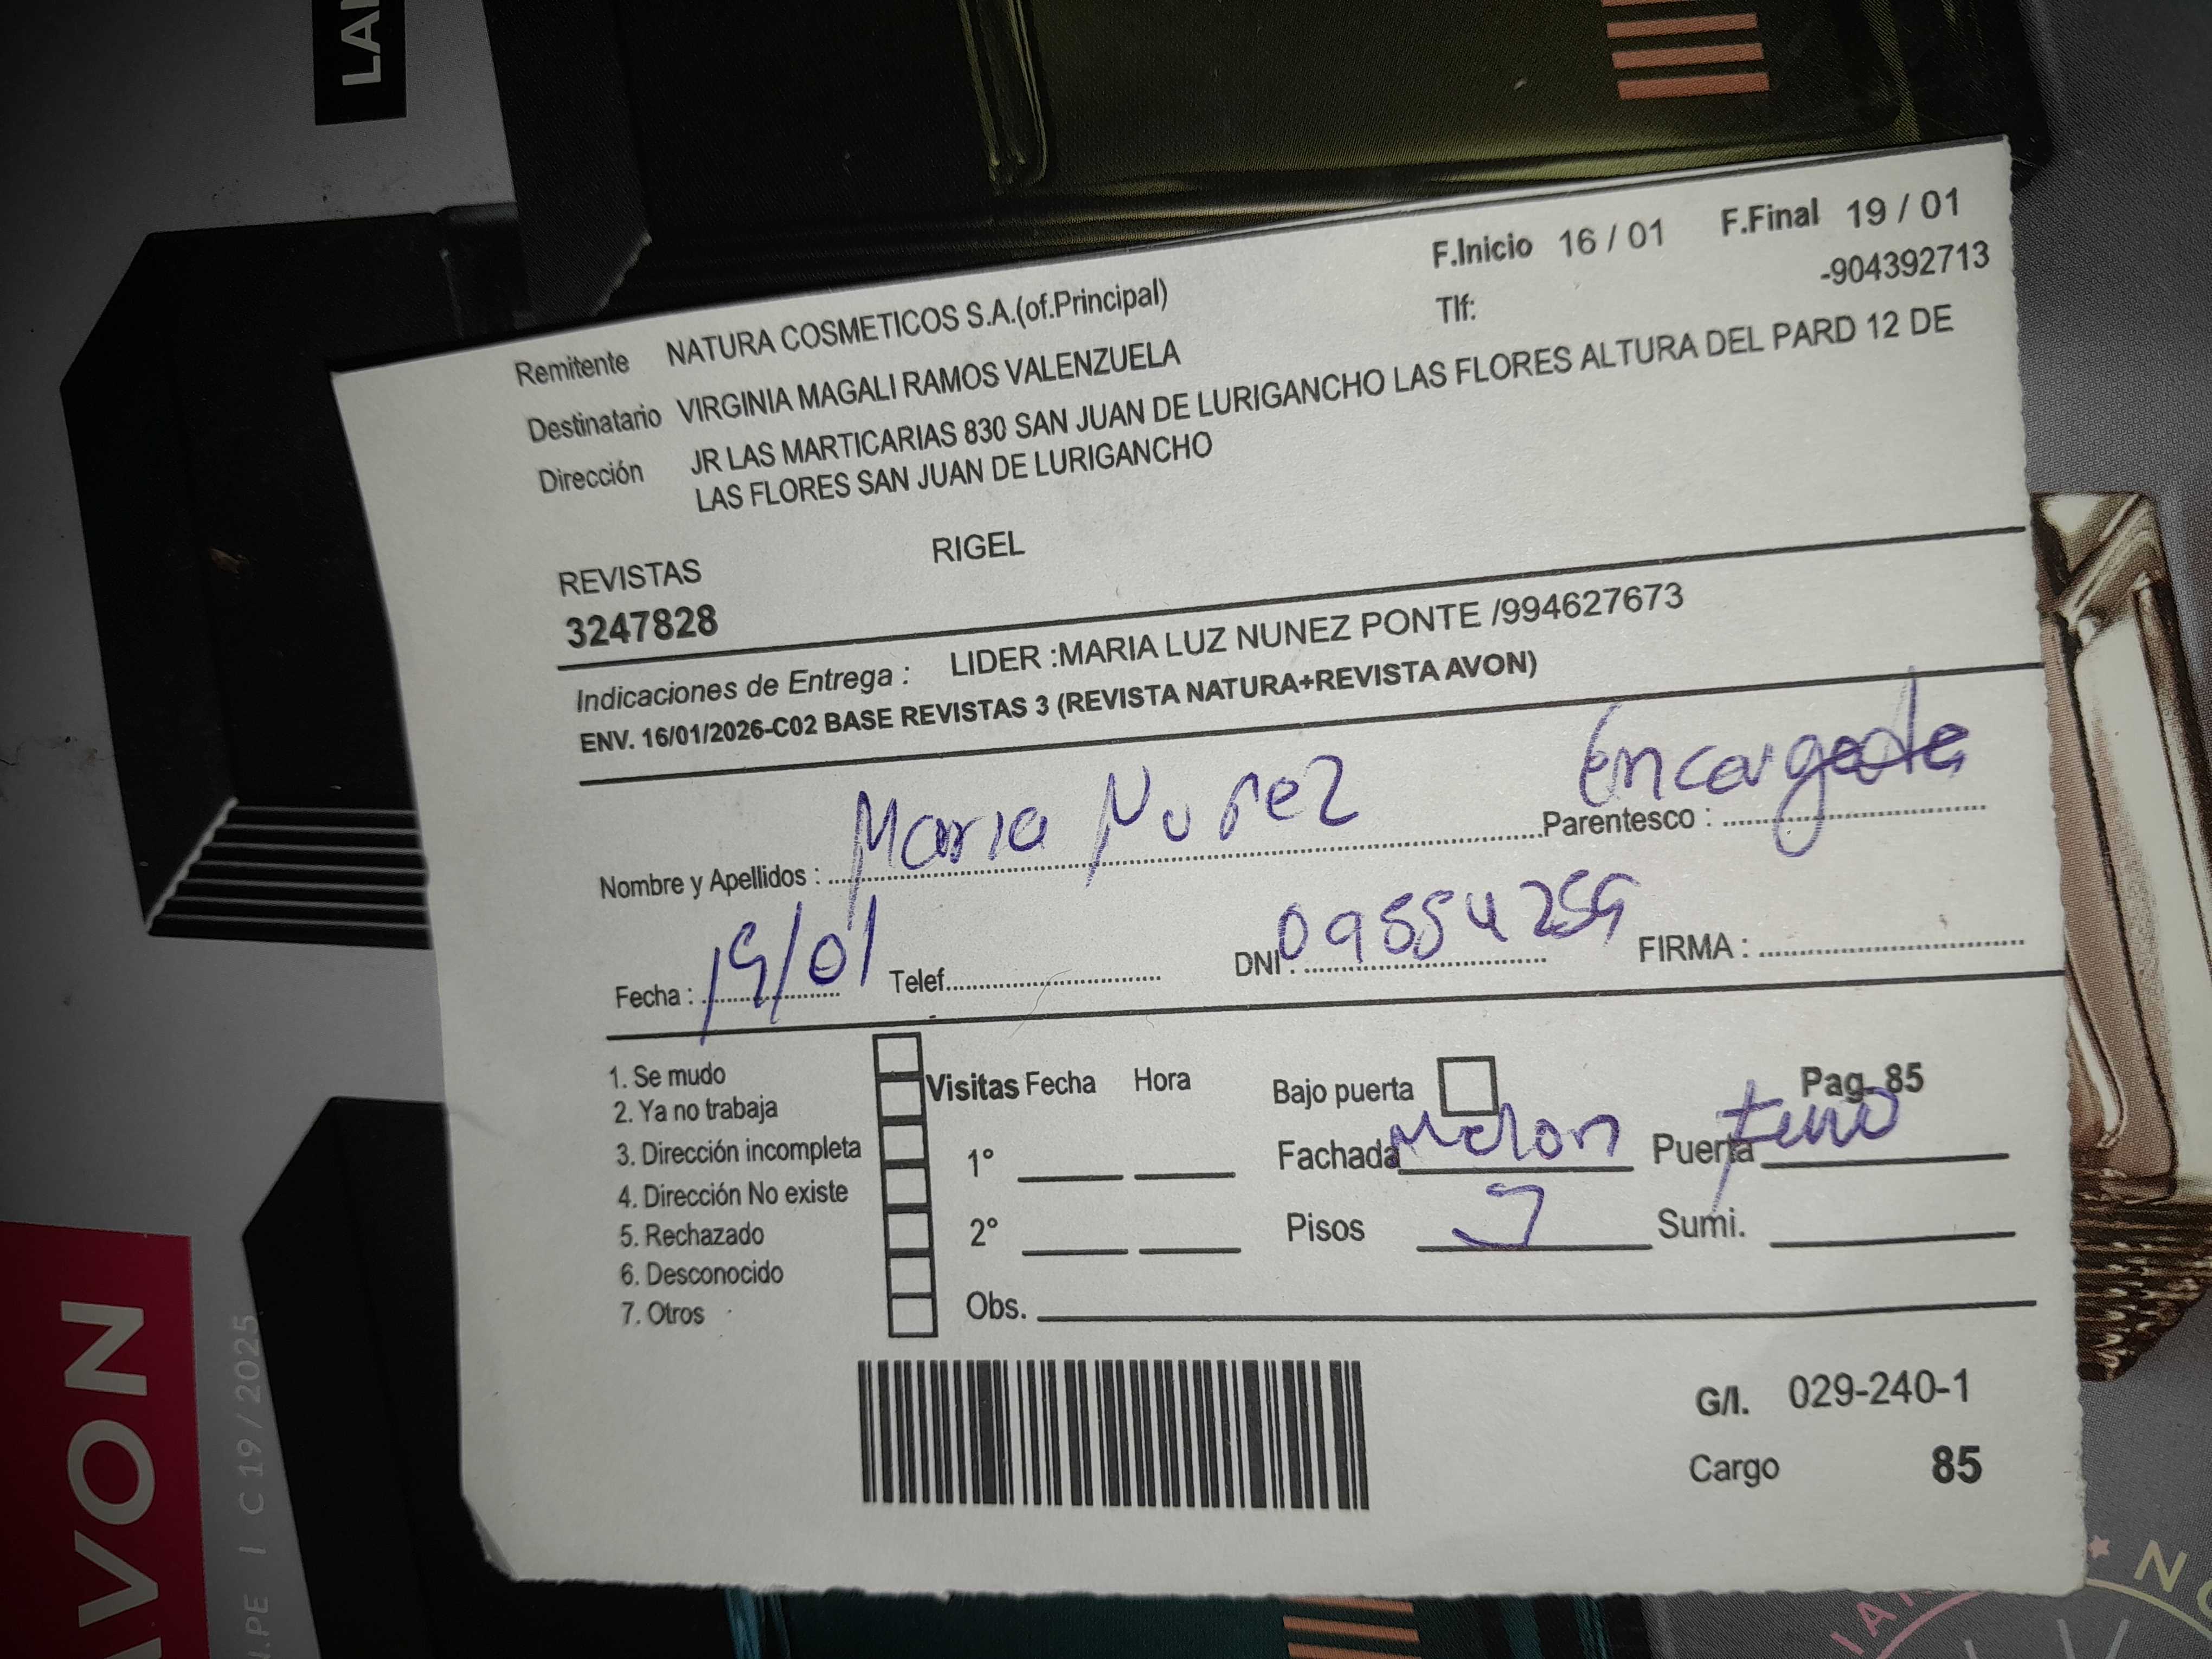 F.Inicio 16 / 01 F.Final 19 / 01
Remitente NATURA COSMETICOS S.A.(of.Principal) Tlf: -904392713
Destinatario VIRGINIA MAGALI RAMOS VALENZUELA
Dirección JR LAS MARTICARIAS 830 SAN JUAN DE LURIGANCHO LAS FLORES ALTURA DEL PARD 12 DE
LAS FLORES SAN JUAN DE LURIGANCHO
REVISTAS RIGEL
3247828
Indicaciones de Entrega : LIDER :MARIA LUZ NUNEZ PONTE /994627673
ENV. 16/01/2026-C02 BASE REVISTAS 3 (REVISTA NATURA+REVISTA AVON)
Nombre y Apellidos : Maria Nuñez Parentesco : Encargada
Fecha : 19/01 Telef. DNI : 09554259 FIRMA :
1. Se mudo
2. Ya no trabaja
3. Dirección incompleta
4. Dirección No existe
5. Rechazado
6. Desconocido
7. Otros
Visitas Fecha Hora
1°
2°
Obs.
Bajo puerta Pag. 85
Fachada Melon Puerta
Pisos Sumi.
G/I. 029-240-1
Cargo 85
AVON
C 19 / 2025